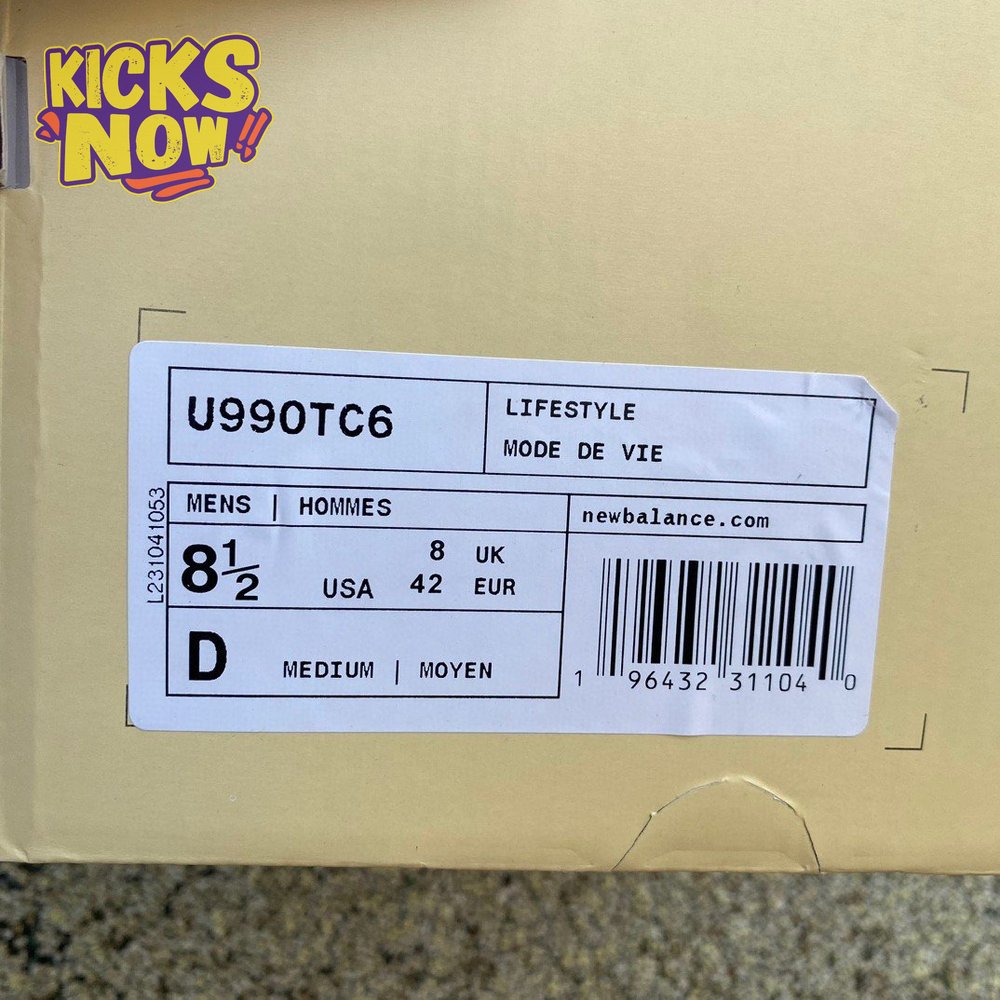 KICKS
NOW!!
U990TC6
LIFESTYLE
MODE DE VIE
L231041053
MENS | HOMMES
newbalance.com
8½ USA
8 UK
42 EUR
D MEDIUM | MOYEN
1 96432 31104 0